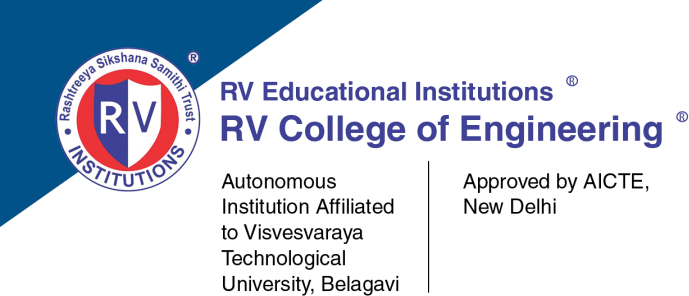 Rashtreeya Sikshana Samithi Trust
®
RV
INSTITUTIONS
RV Educational Institutions ®
RV College of Engineering ®
Autonomous
Institution Affiliated
to Visvesvaraya
Technological
University, Belagavi
Approved by AICTE,
New Delhi